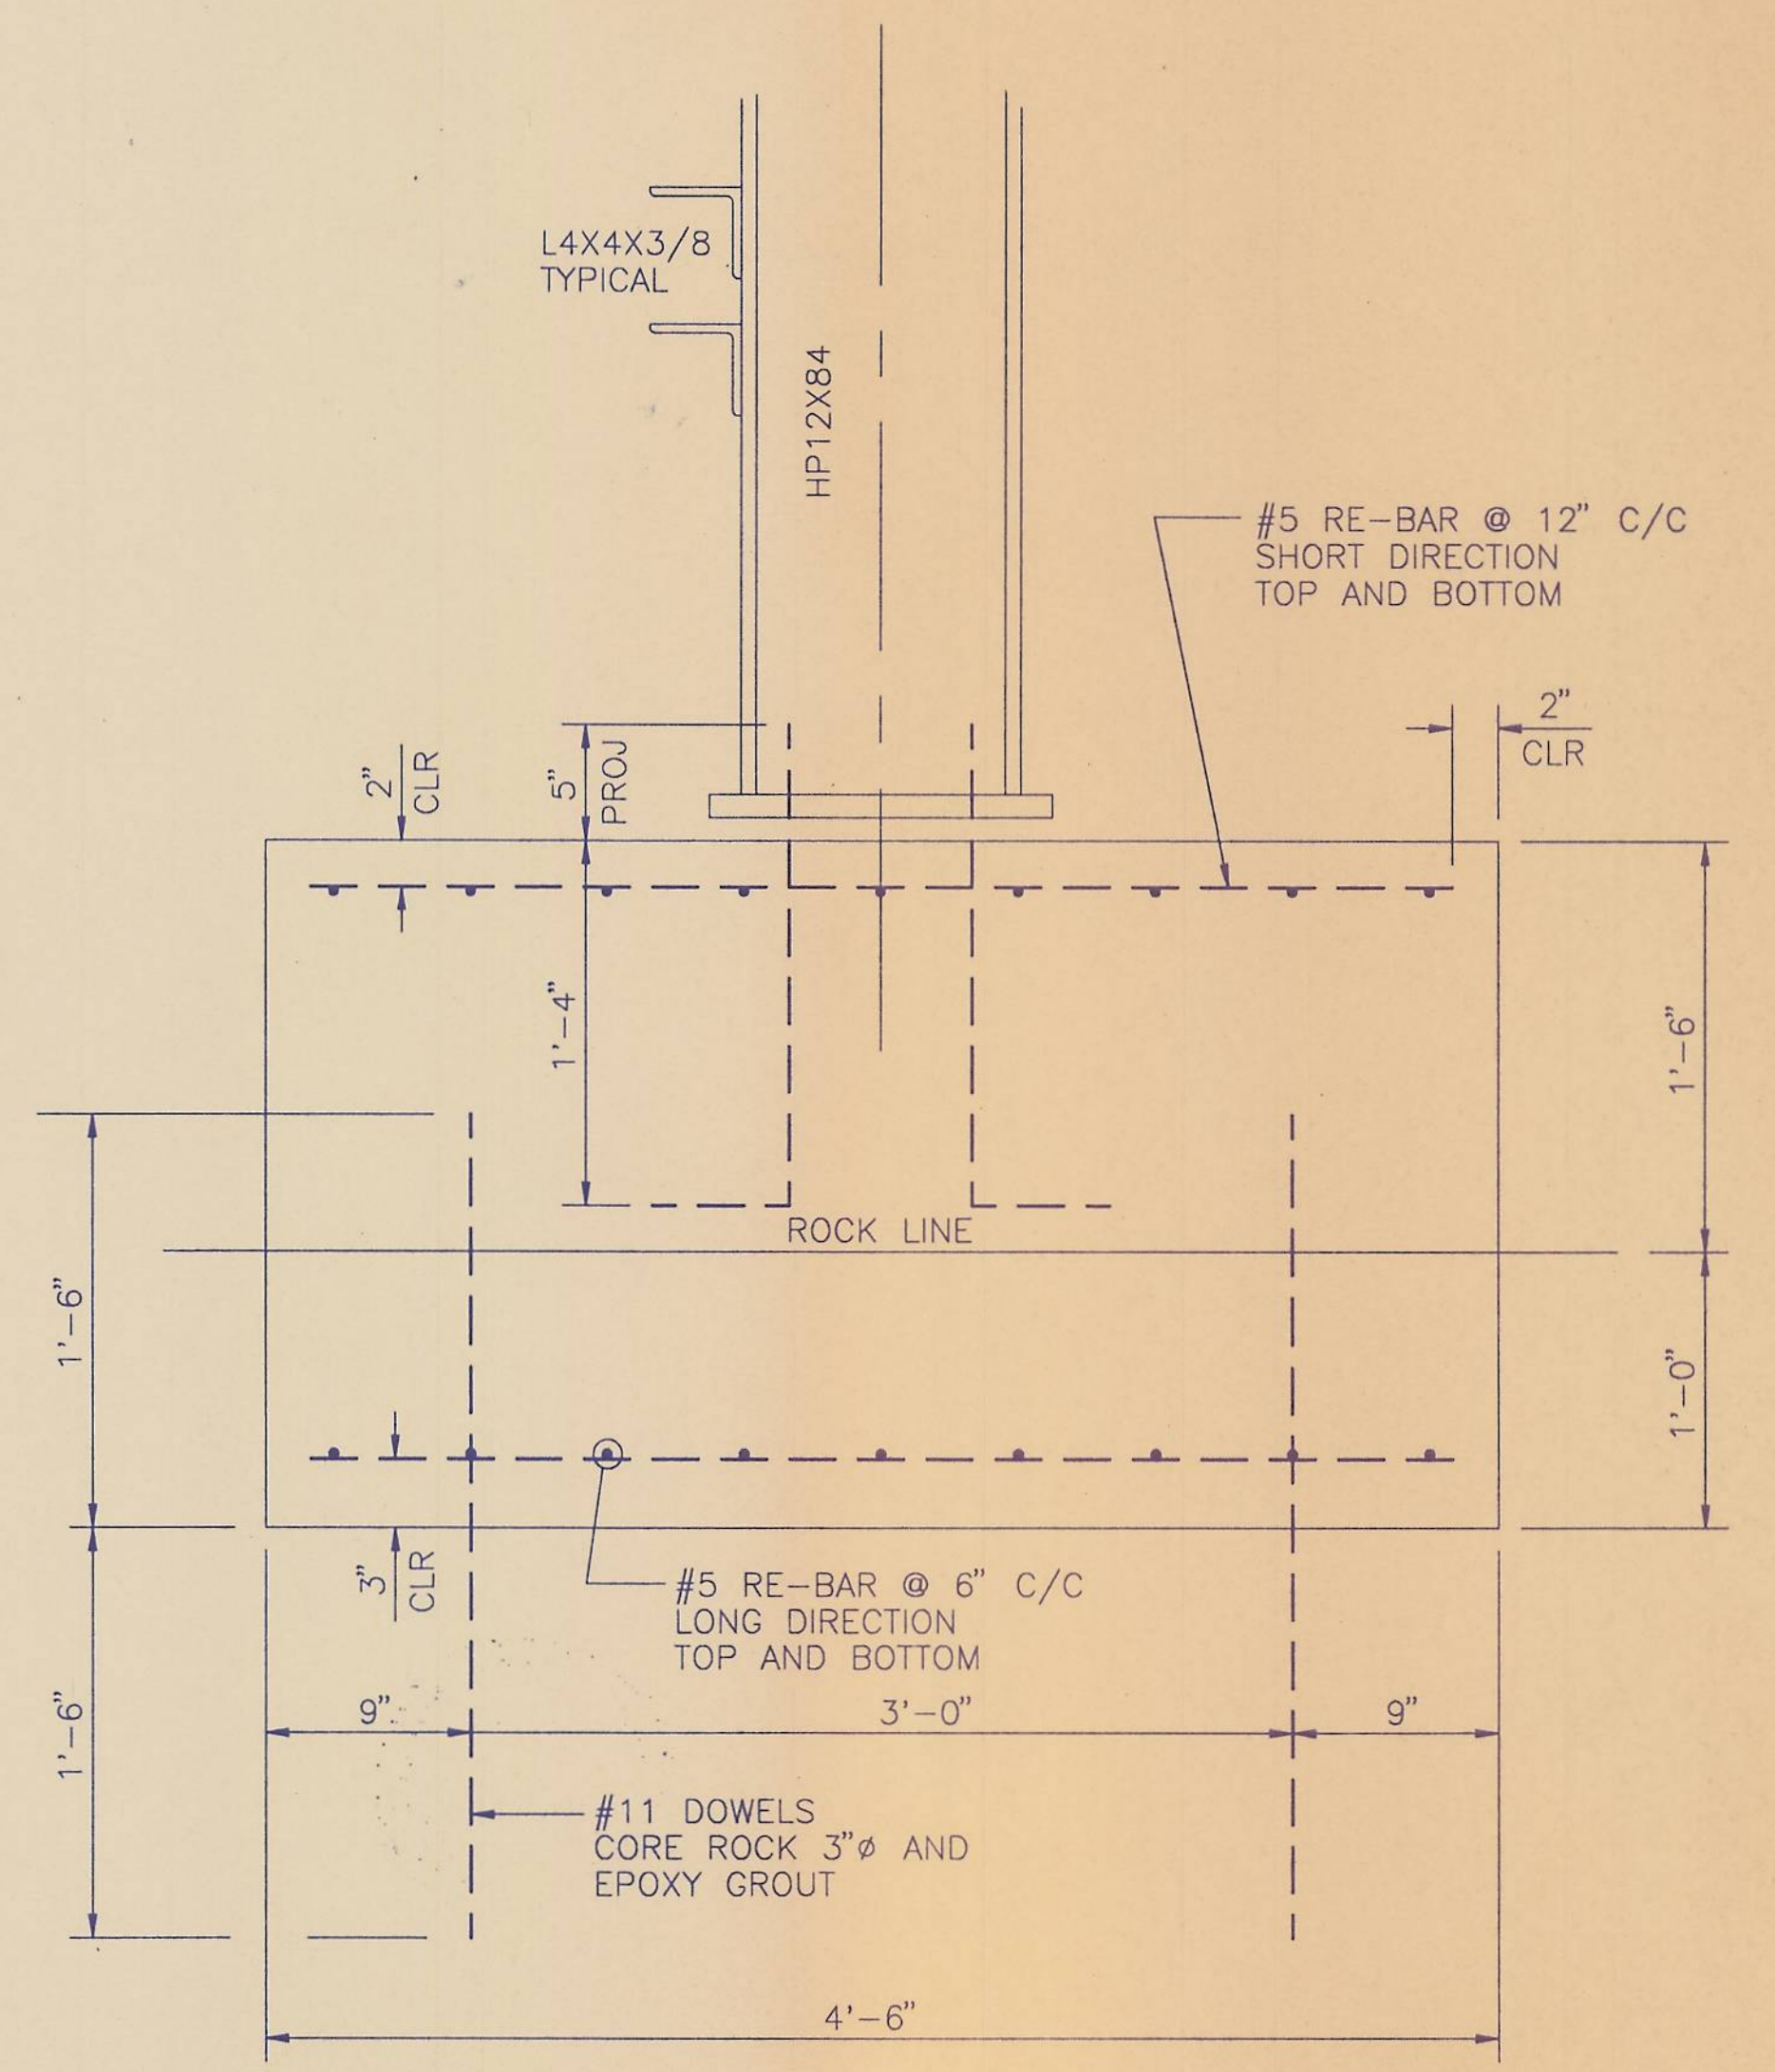 L4X4X3/8
TYPICAL
HP12X84
#5 RE-BAR @ 12" C/C
SHORT DIRECTION
TOP AND BOTTOM
2"
CLR
2"
CLR
5"
PROJ
1'-4"
1'-6"
ROCK LINE
1'-6"
1'-0"
3"
CLR
#5 RE-BAR @ 6" C/C
LONG DIRECTION
TOP AND BOTTOM
1'-6"
9"
3'-0"
9"
#11 DOWELS
CORE ROCK 3"ø AND
EPOXY GROUT
4'-6"